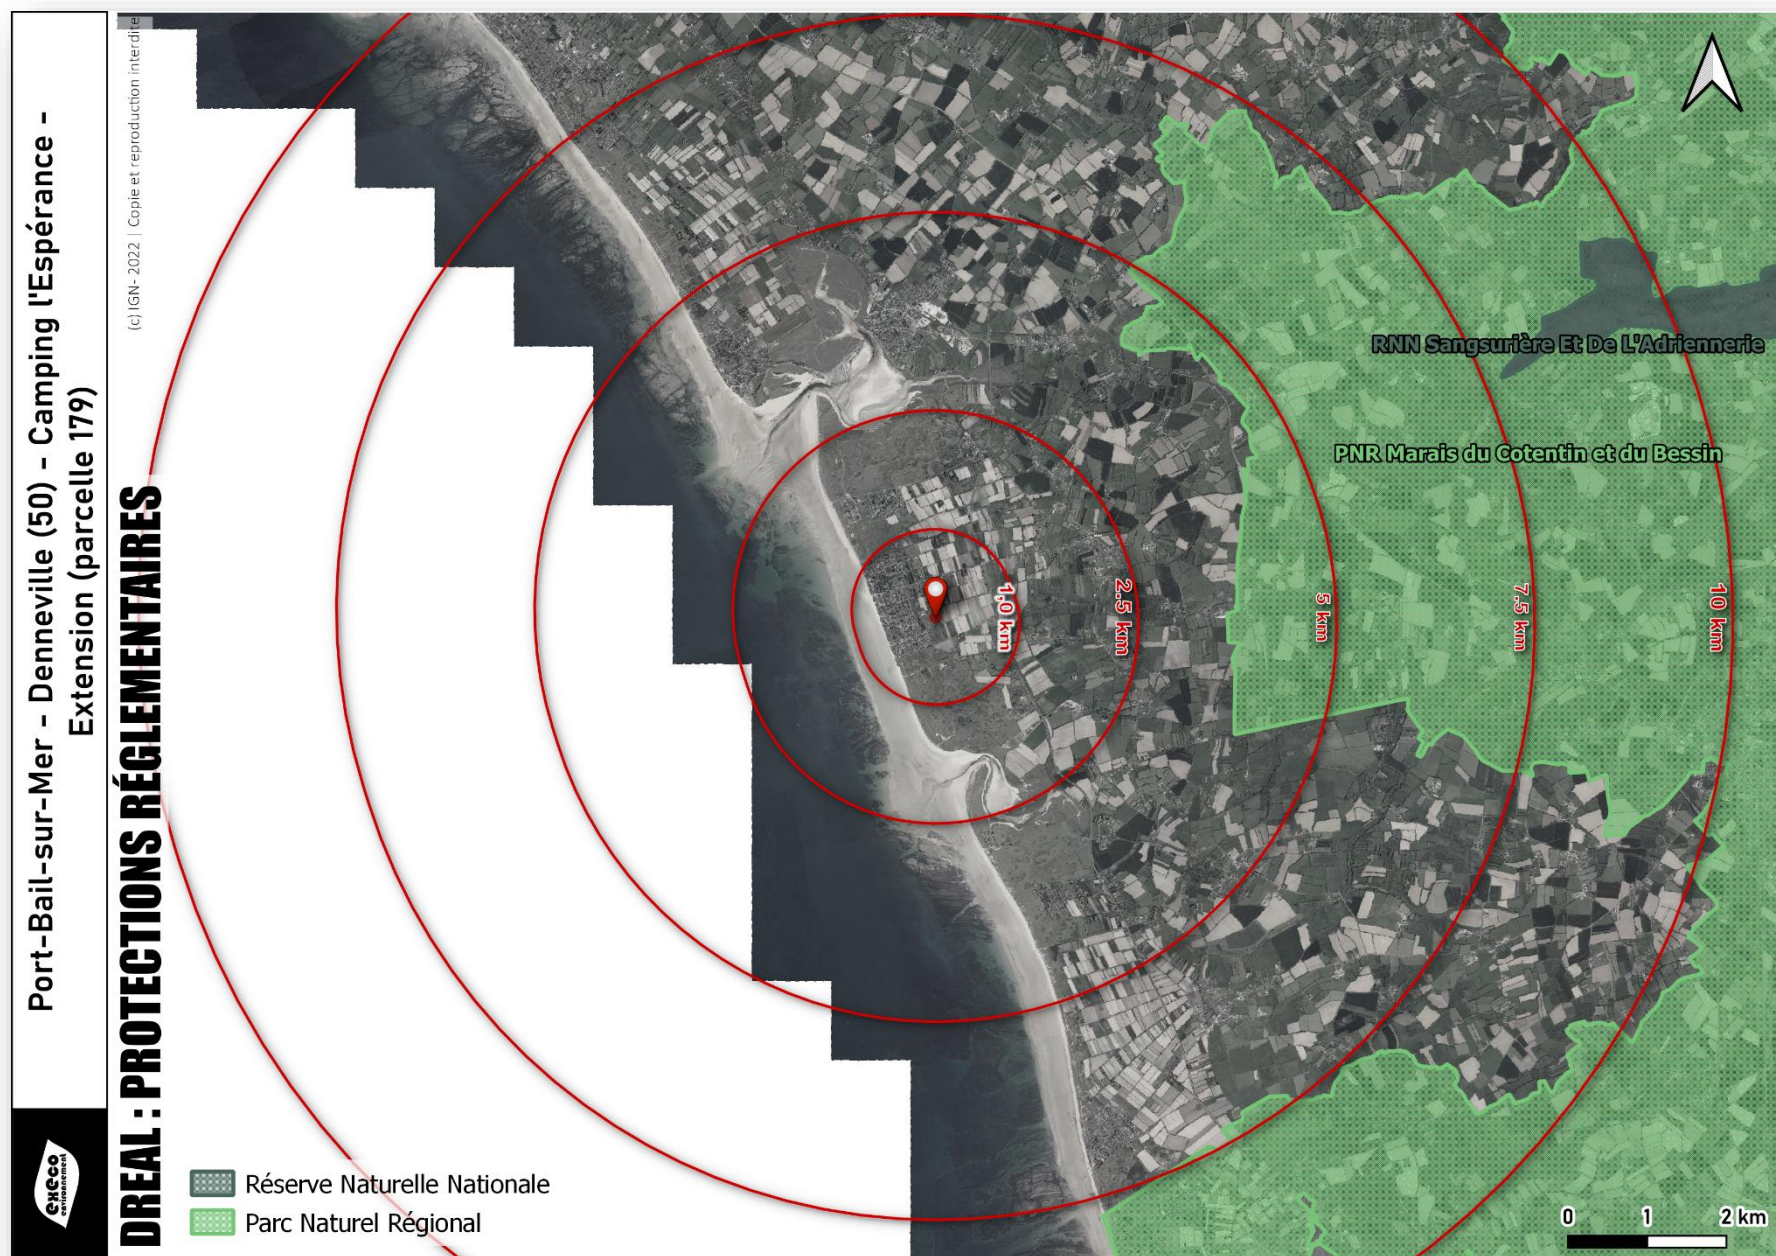 Port-Bail-sur-Mer - Denneville (50) - Camping l'Espérance -
Extension (parcelle 179)
execo
environnement
DREAL : PROTECTIONS RÉGLEMENTAIRES
(c) IGN- 2022 | Copie et reproduction interdite
RNN Sangsurière Et De L'Adriennerie
PNR Marais du Cotentin et du Bessin
1,0 km
2.5 km
5 km
7.5 km
10 km
Réserve Naturelle Nationale
Parc Naturel Régional
0 1 2 km